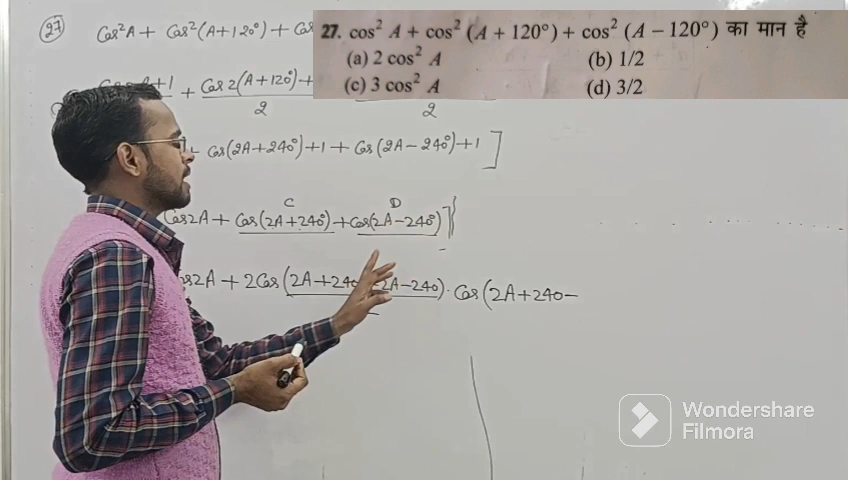 27. cos² A + cos² (A + 120°) + cos² (A − 120°) का मान है
(a) 2 cos² A (b) 1/2
(c) 3 cos² A (d) 3/2
(27) Cos²A + Cos²(A+120°) + Cos
A+1 / + Cos 2(A+120°)+ / 2 2
Cos(2A+240°)+1 + Cos(2A-240°)+1 ]
C D
Cos2A + Cos(2A+240°) + Cos(2A-240°) ] }
Cos2A + 2Cos(2A+240 2A-240) · Cos(2A+240-
Wondershare
Filmora